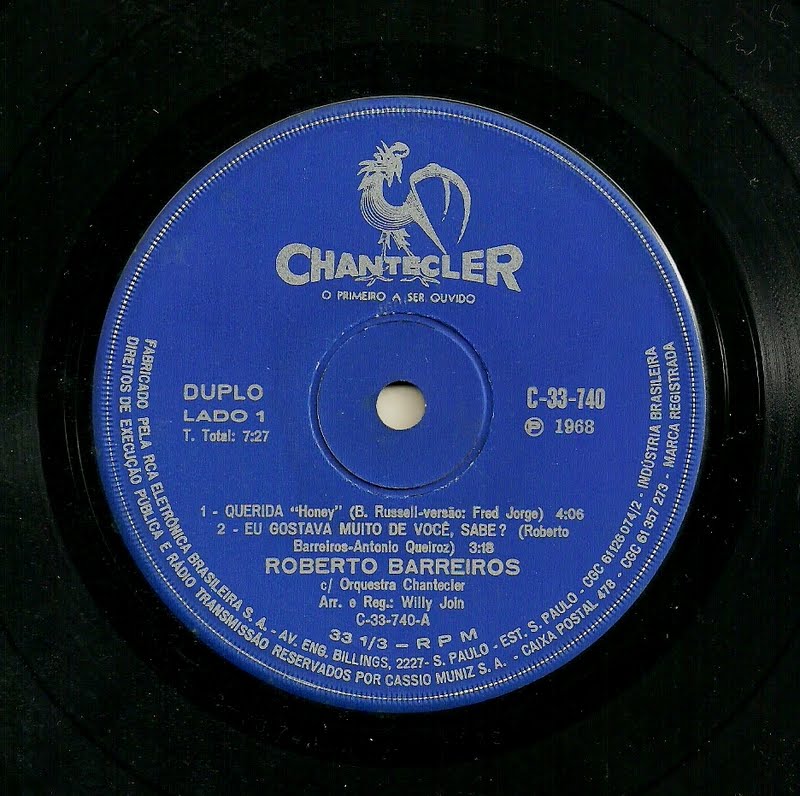 CHANTECLER
O PRIMEIRO A SER OUVIDO
DUPLO
LADO 1
T. Total: 7:27
C-33-740
Ⓟ 1968
1 - QUERIDA "Honey" (B. Russell-versão: Fred Jorge) 4:06
2 - EU GOSTAVA MUITO DE VOCÊ, SABE? (Roberto
Barreiros-Antonio Queiroz) 3:18
ROBERTO BARREIROS
c/ Orquestra Chantecler
Arr. e Reg.: Willy Join
C-33-740-A
33 1/3 - RPM
FABRICADO PELA RCA ELETRÔNICA BRASILEIRA S. A. - AV. ENG. BILLINGS, 2227- S. PAULO - EST. S. PAULO - CGC 61126 074/2 - INDÚSTRIA BRASILEIRA
DIREITOS DE EXECUÇÃO PÚBLICA E RÁDIO TRANSMISSÃO RESERVADOS POR CASSIO MUNIZ S. A. - CAIXA POSTAL 478 - CGC 61 357 273 - MARCA REGISTRADA